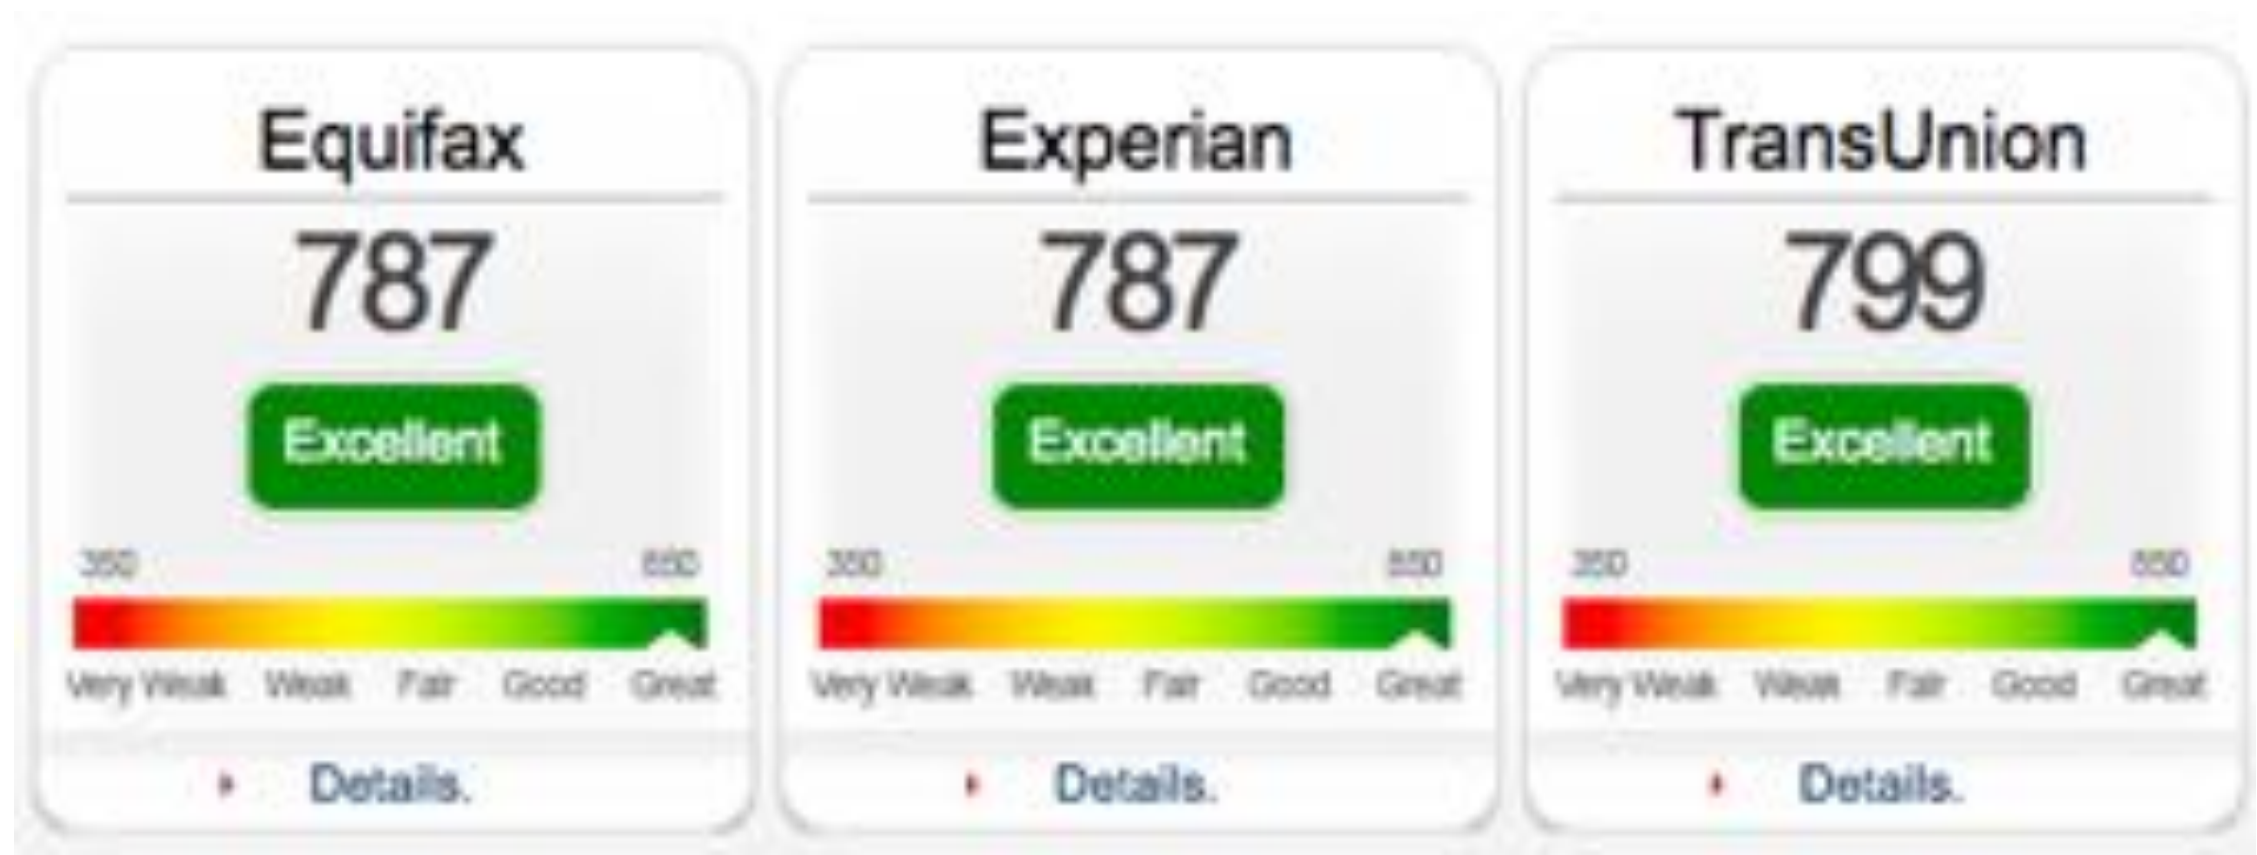 Equifax
787
Excellent
350 850
Very Weak Weak Fair Good Great
Details.
Experian
787
Excellent
350 850
Very Weak Weak Fair Good Great
Details.
TransUnion
799
Excellent
350 850
Very Weak Weak Fair Good Great
Details.